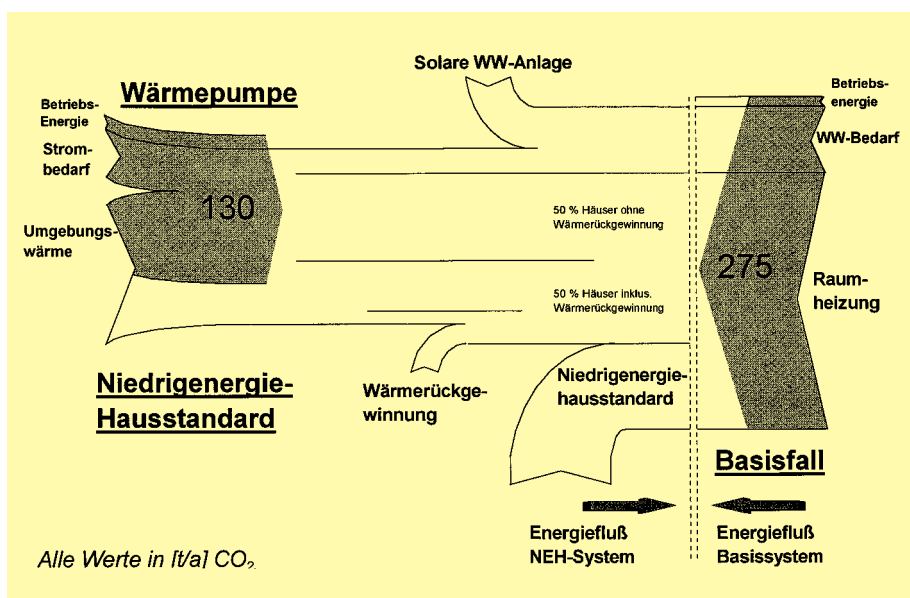 Solare WW-Anlage
Wärmepumpe
Betriebs-
Energie
Strom-
bedarf
Umgebungs-
wärme
130
Betriebs-
energie
WW-Bedarf
50 % Häuser ohne
Wärmerückgewinnung
275
Raum-
heizung
50 % Häuser inklus.
Wärmerückgewinnung
Niedrigenergie-
Hausstandard
Wärmerückge-
winnung
Niedrigenergie-
hausstandard
Basisfall
Energiefluß
NEH-System
Energiefluß
Basissystem
Alle Werte in [t/a] CO₂.